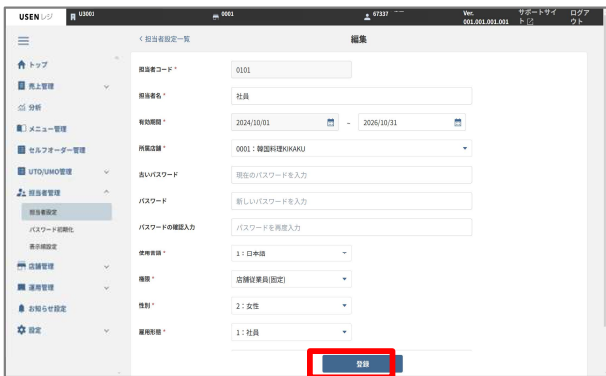 USEN レジ U3001 0001 67337 Ver. 001.001.001.001 サポートサイト ログアウト
< 担当者設定一覧 編集
トップ
売上管理
分析
メニュー管理
セルフオーダー管理
UTO/UMO管理
担当者管理
担当者設定
パスワード初期化
表示順設定
店舗管理
運用管理
お知らせ設定
設定
担当者コード * 0101
担当者名 * 社員
有効期間 * 2024/10/01 - 2026/10/31
所属店舗 * 0001：韓国料理KIKAKU
古いパスワード 現在のパスワードを入力
パスワード 新しいパスワードを入力
パスワードの確認入力 パスワードを再度入力
使用言語 * 1：日本語
権限 * 店舗従業員(固定)
性別 * 2：女性
雇用形態 * 1：社員
登録